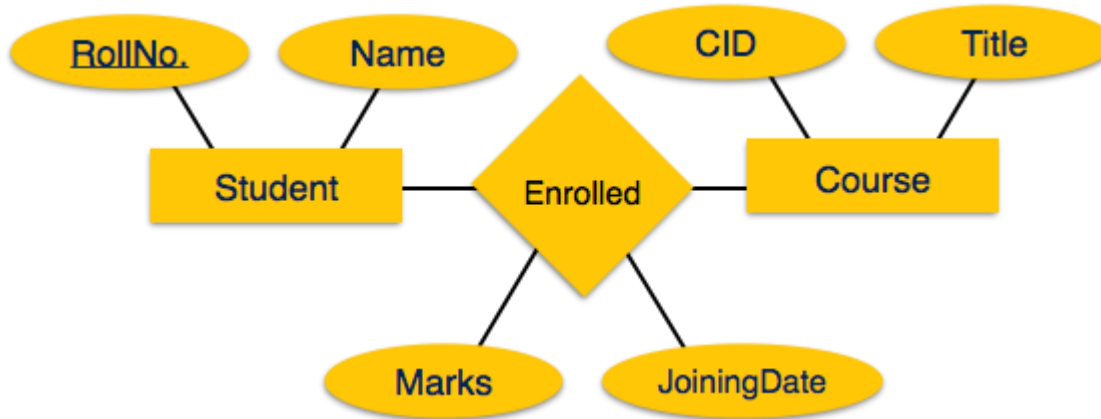 RollNo.
Name
CID
Title
Student
Enrolled
Course
Marks
JoiningDate